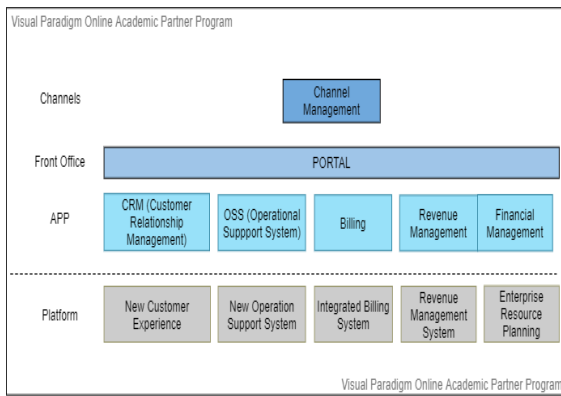 Visual Paradigm Online Academic Partner Program
Channels
Channel
Management
Front Office
PORTAL
APP
CRM (Customer
Relationship
Management)
OSS (Operational
Suppport System)
Billing
Revenue
Management
Financial
Management
Platform
New Customer
Experience
New Operation
Support System
Integrated Billing
System
Revenue
Management
System
Enterprise
Resource
Planning
Visual Paradigm Online Academic Partner Program